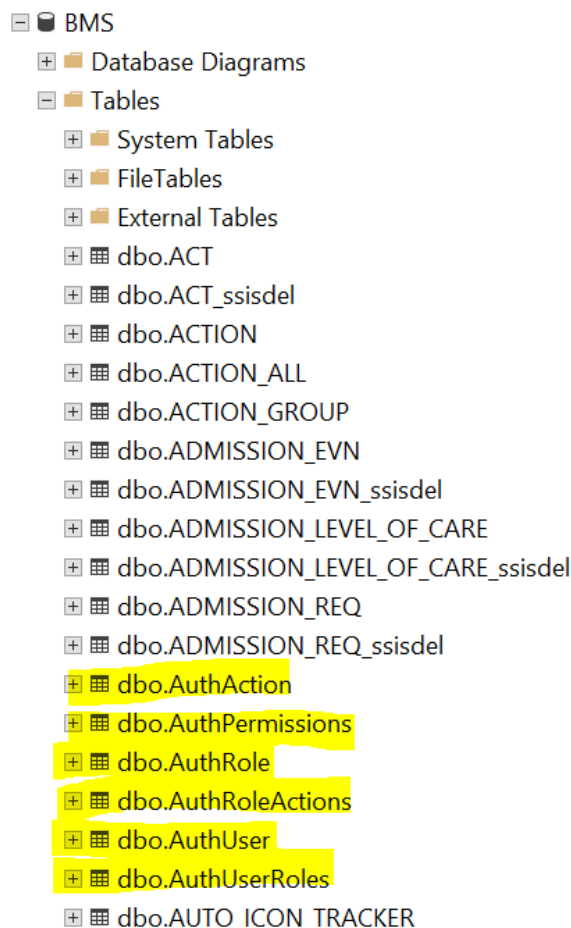 BMS
Database Diagrams
Tables
System Tables
FileTables
External Tables
dbo.ACT
dbo.ACT_ssisdel
dbo.ACTION
dbo.ACTION_ALL
dbo.ACTION_GROUP
dbo.ADMISSION_EVN
dbo.ADMISSION_EVN_ssisdel
dbo.ADMISSION_LEVEL_OF_CARE
dbo.ADMISSION_LEVEL_OF_CARE_ssisdel
dbo.ADMISSION_REQ
dbo.ADMISSION_REQ_ssisdel
dbo.AuthAction
dbo.AuthPermissions
dbo.AuthRole
dbo.AuthRoleActions
dbo.AuthUser
dbo.AuthUserRoles
dbo.AUTO_ICON_TRACKER